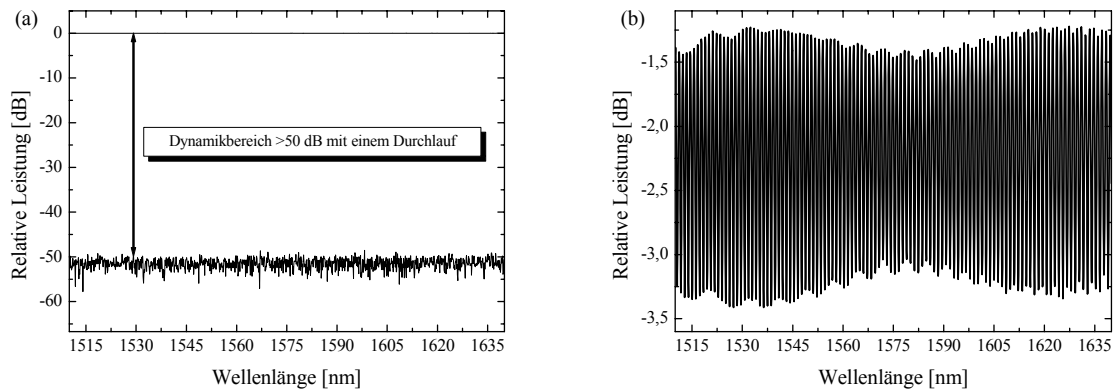 (a)
0
-10
-20
-30
-40
-50
-60
Relative Leistung [dB]
Dynamikbereich >50 dB mit einem Durchlauf
1515 1530 1545 1560 1575 1590 1605 1620 1635
Wellenlänge [nm]
(b)
-1,5
-2,0
-2,5
-3,0
-3,5
Relative Leistung [dB]
1515 1530 1545 1560 1575 1590 1605 1620 1635
Wellenlänge [nm]